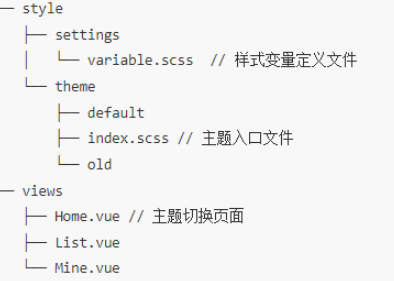 ── style
├── settings
│ └── variable.scss // 样式变量定义文件
└── theme
├── default
├── index.scss // 主题入口文件
└── old
── views
├── Home.vue // 主题切换页面
├── List.vue
└── Mine.vue